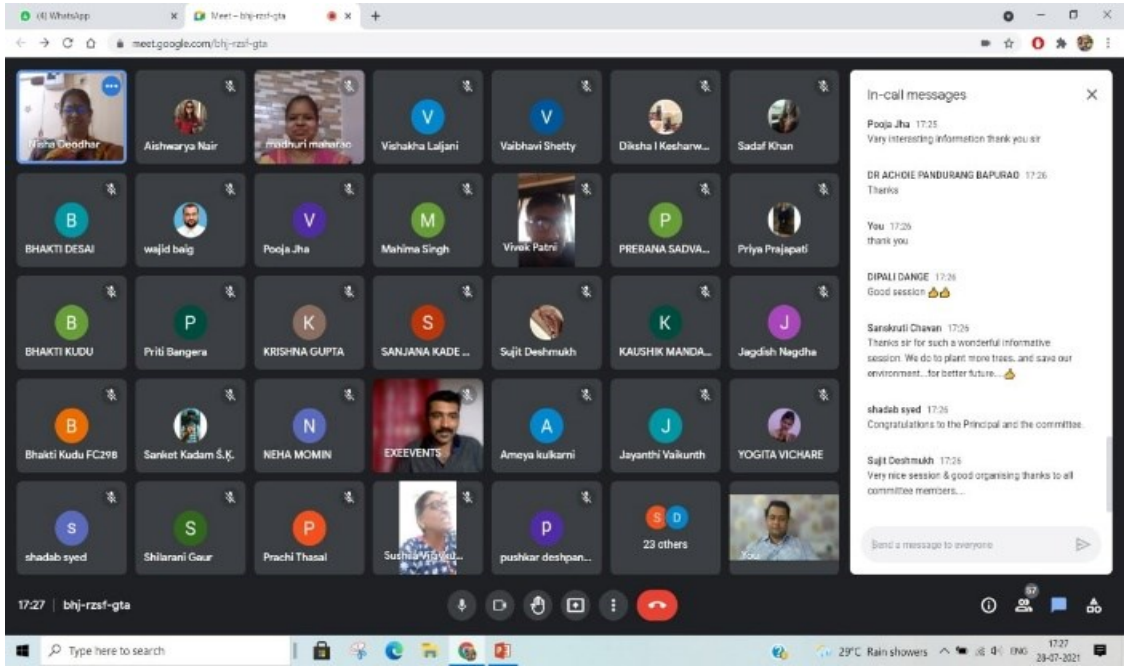 (4) WhatsApp
Meet – bhj-rzsf-gta
meet.google.com/bhj-rzsf-gta
Nisha Deodhar
Aishwarya Nair
madhuri maharao
Vishakha Laljani
Vaibhavi Shetty
Diksha I Kesharw...
Sadaf Khan
B
BHAKTI DESAI
wajid baig
V
Pooja Jha
M
Mahima Singh
Vivek Patni
P
PRERANA SADVA...
Priya Prajapati
B
BHAKTI KUDU
P
Priti Bangera
K
KRISHNA GUPTA
S
SANJANA KADE ...
Sujit Deshmukh
K
KAUSHIK MANDA...
J
Jagdish Nagdha
B
Bhakti Kudu FC29B
Sanket Kadam Š.K.
N
NEHA MOMIN
EXEEVENTS
A
Ameya kulkarni
J
Jayanthi Vaikunth
YOGITA VICHARE
s
shadab syed
S
Shilarani Gaur
P
Prachi Thasal
p
pushkar deshpan...
S D
23 others
You
In-call messages
Pooja Jha 17:25
Very interesting information thank you sir
DR ACHOLE PANDURANG BAPURAO 17:26
Thanks
You 17:26
thank you
DIPALI DANGE 17:26
Good session 👍👍
Sanskruti Chavan 17:26
Thanks sir for such a wonderful informative
session. We do to plant more trees..and save our
environment...for better future....👍
shadab syed 17:26
Congratulations to the Principal and the committee.
Sujit Deshmukh 17:26
Very nice session & good organising thanks to all
committee members....
Send a message to everyone
17:27 | bhj-rzsf-gta
57
Type here to search
29°C Rain showers
ENG
17:27
28-07-2021